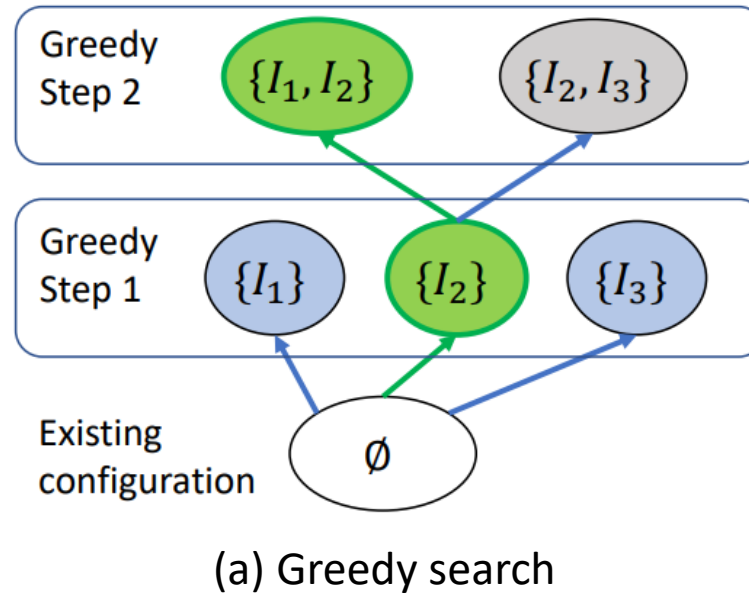 Greedy
Step 2
{I₁, I₂}
{I₂, I₃}
Greedy
Step 1
{I₁}
{I₂}
{I₃}
Existing
configuration
∅
(a) Greedy search